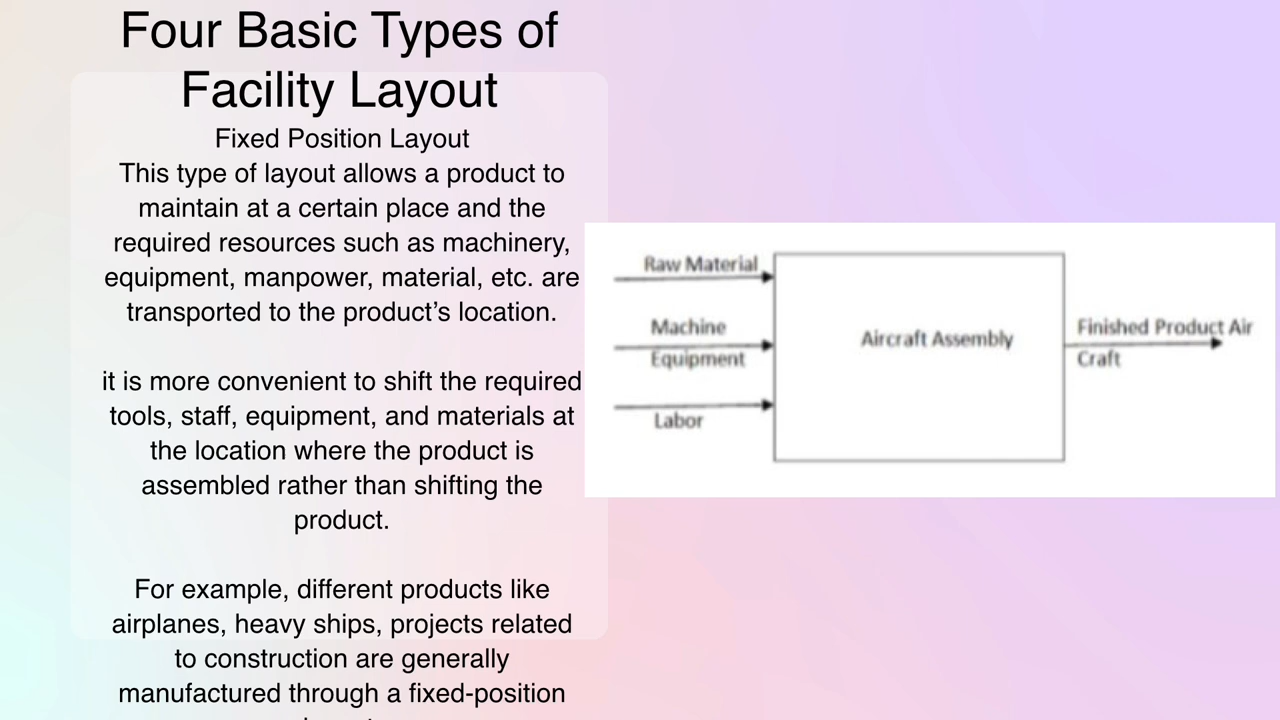 Four Basic Types of
Facility Layout
Fixed Position Layout
This type of layout allows a product to
maintain at a certain place and the
required resources such as machinery,
equipment, manpower, material, etc. are
transported to the product’s location.
it is more convenient to shift the required
tools, staff, equipment, and materials at
the location where the product is
assembled rather than shifting the
product.
For example, different products like
airplanes, heavy ships, projects related
to construction are generally
manufactured through a fixed-position
Raw Material
Machine
Equipment
Labor
Aircraft Assembly
Finished Product Air
Craft